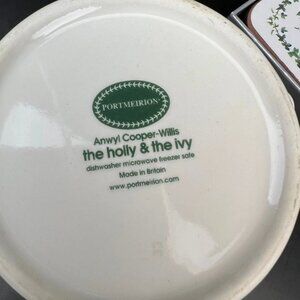 PORTMEIRION
Anwyl Cooper-Willis
the holly & the ivy
dishwasher microwave freezer safe
Made in Britain
www.portmeirion.com